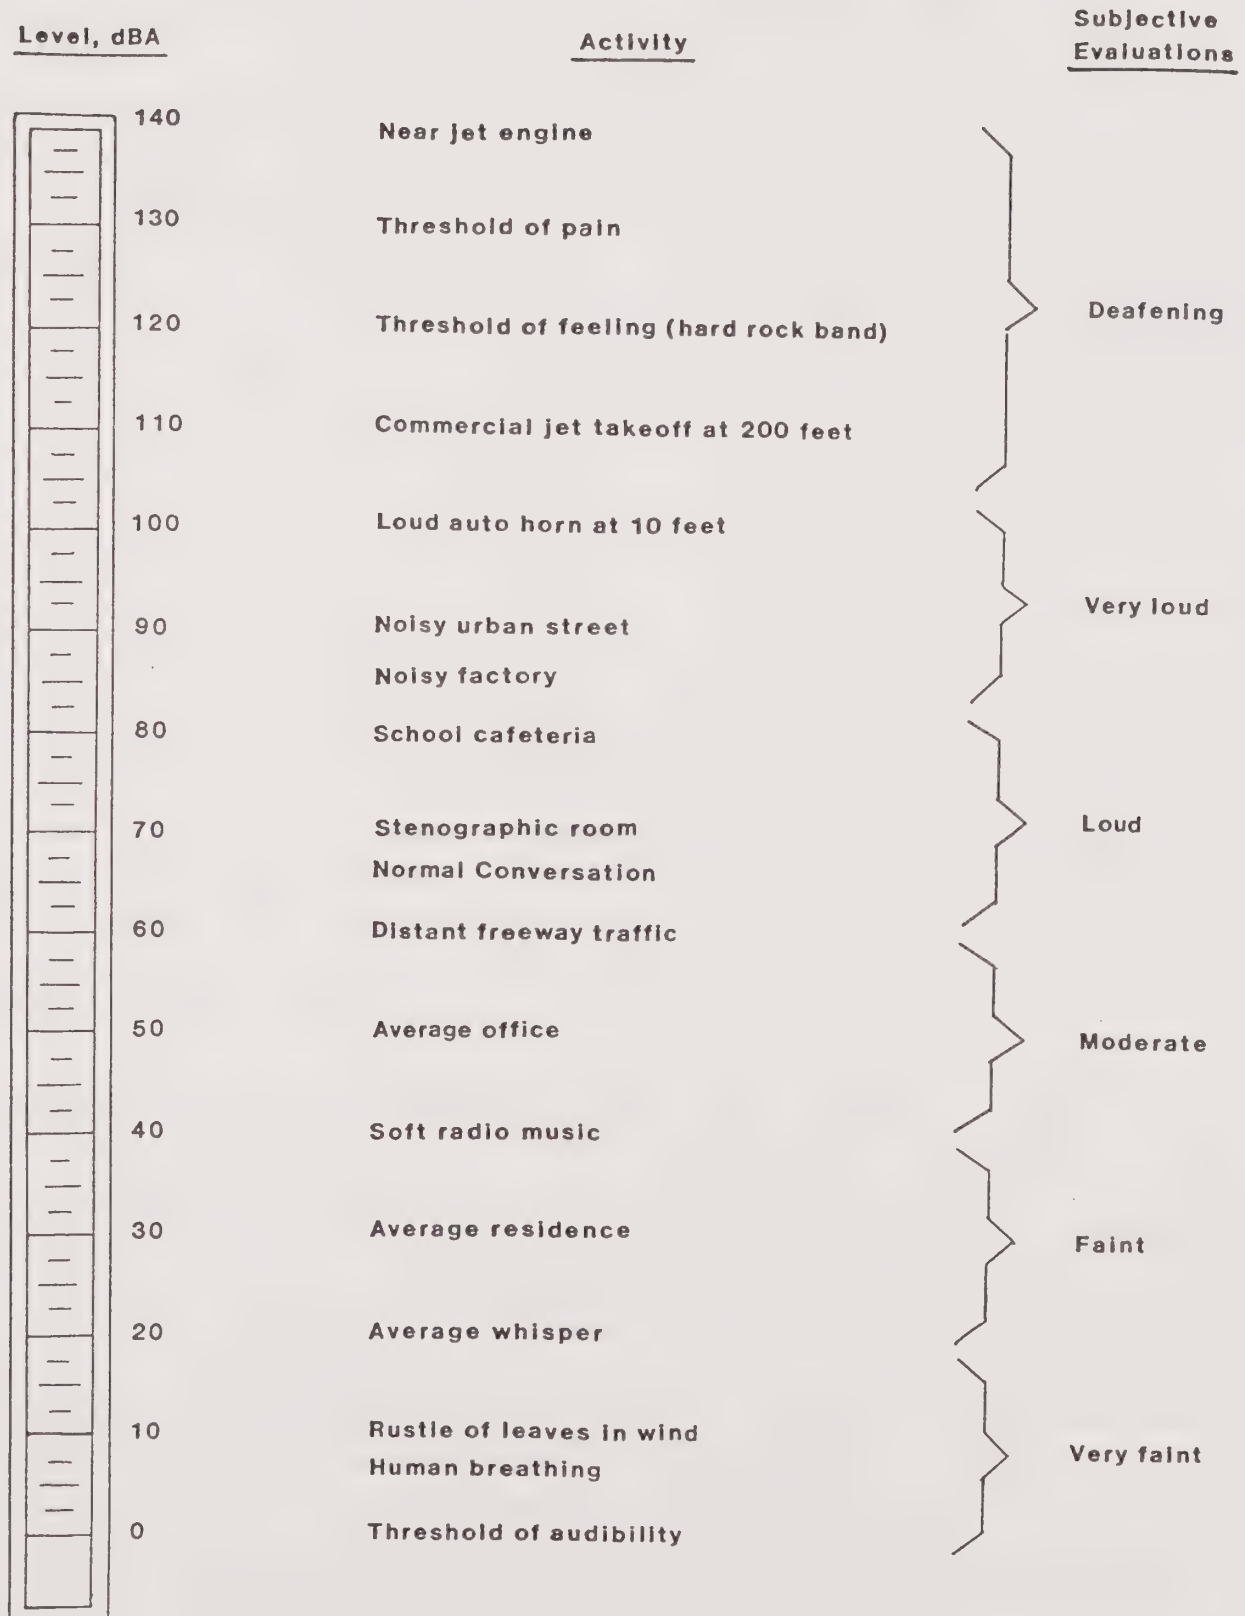 Level, dBA
Activity
Subjective
Evaluations
140
Near jet engine
130
Threshold of pain
Deafening
120
Threshold of feeling (hard rock band)
110
Commercial jet takeoff at 200 feet
100
Loud auto horn at 10 feet
Very loud
90
Noisy urban street
Noisy factory
80
School cafeteria
70
Stenographic room
Loud
Normal Conversation
60
Distant freeway traffic
50
Average office
Moderate
40
Soft radio music
30
Average residence
Faint
20
Average whisper
10
Rustle of leaves in wind
Human breathing
Very faint
0
Threshold of audibility